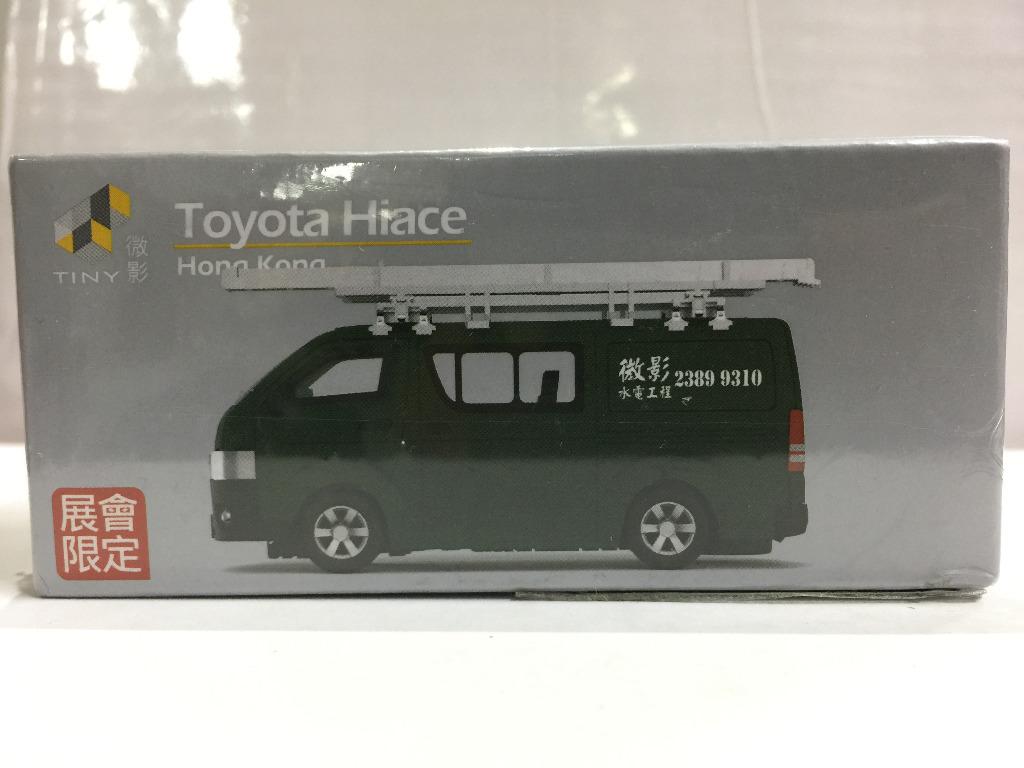 TINY 微影
Toyota Hiace
Hong Kong
微影 2389 9310
水電工程
展會
限定